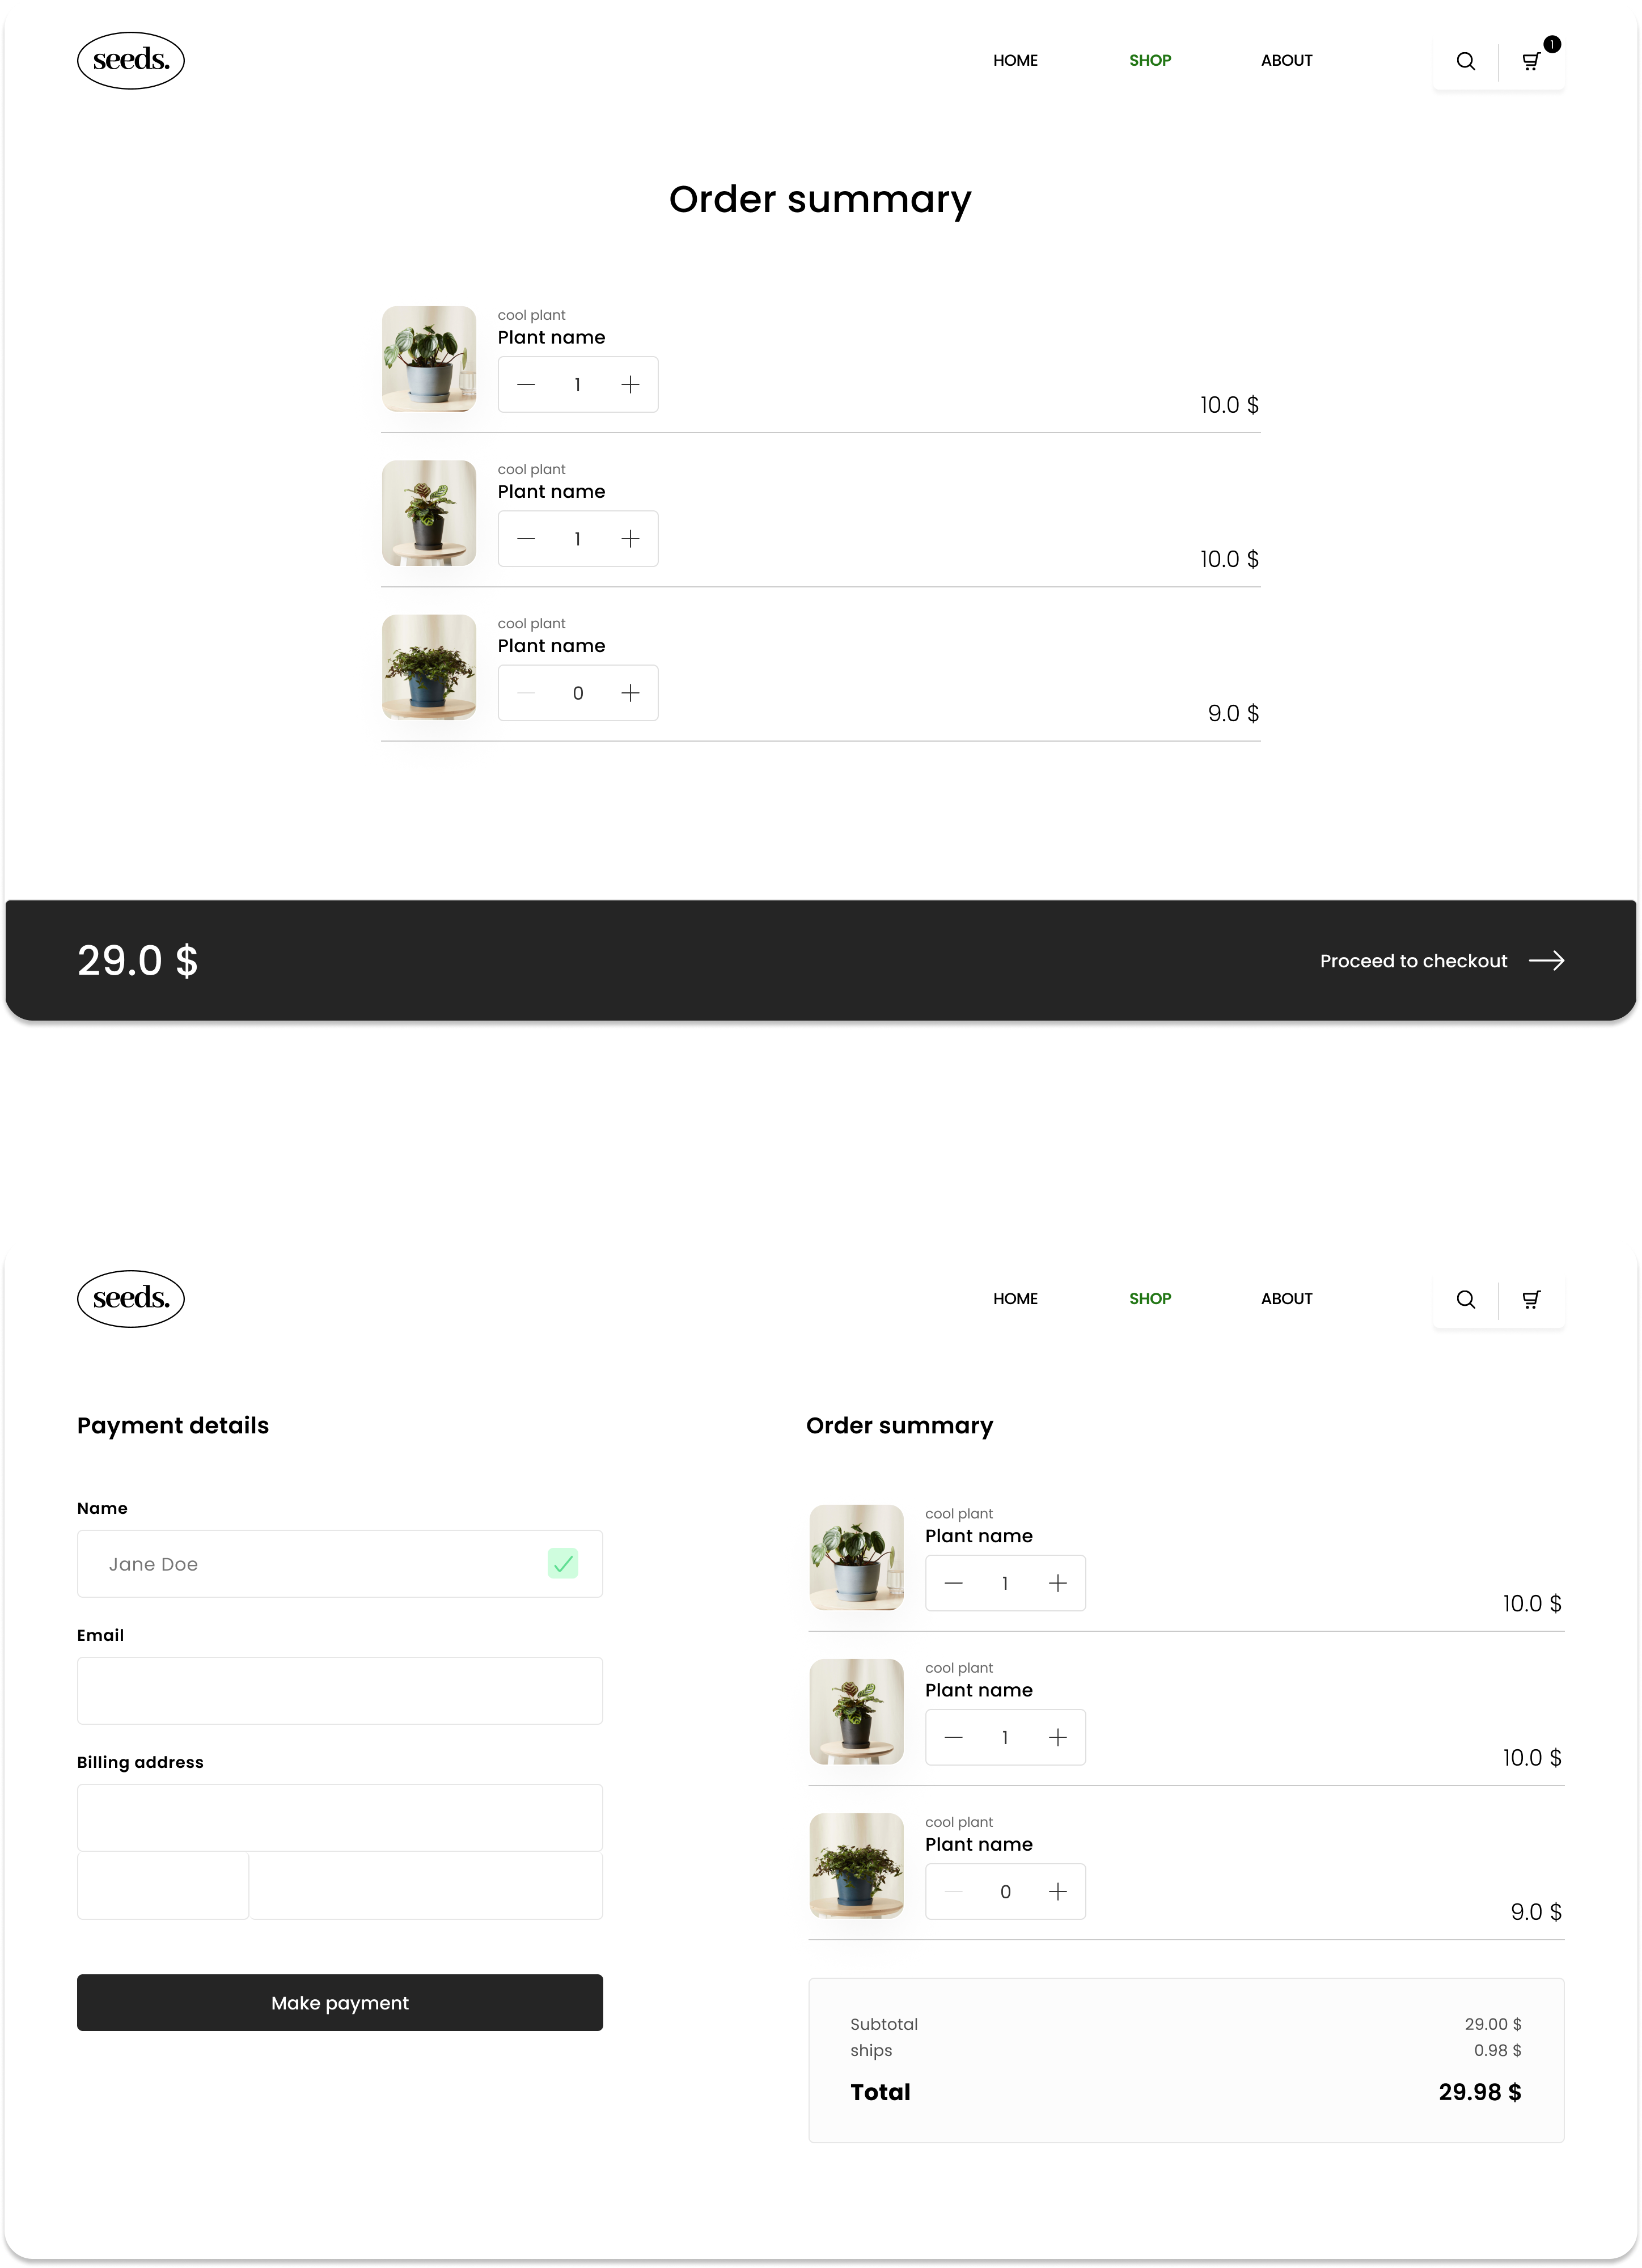 seeds.
HOME SHOP ABOUT 1
Order summary
cool plant
Plant name
1
10.0 $
cool plant
Plant name
1
10.0 $
cool plant
Plant name
0
9.0 $
29.0 $ Proceed to checkout
seeds.
HOME SHOP ABOUT
Payment details
Name
Jane Doe
Email
Billing address
Make payment
Order summary
cool plant
Plant name
1
10.0 $
cool plant
Plant name
1
10.0 $
cool plant
Plant name
0
9.0 $
Subtotal 29.00 $
ships 0.98 $
Total 29.98 $